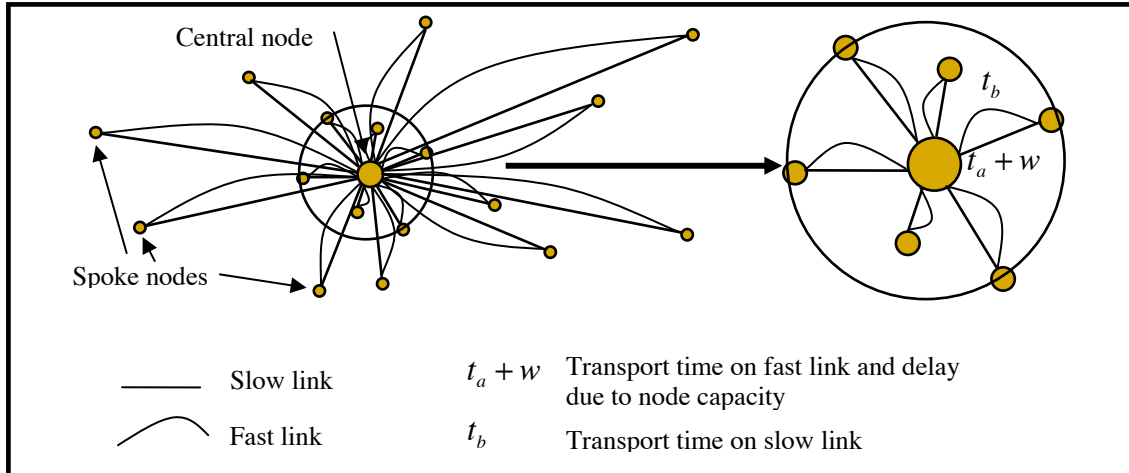 Central node
t_b
t_a + w
Spoke nodes
Slow link
t_a + w
Transport time on fast link and delay
due to node capacity
Fast link
t_b
Transport time on slow link